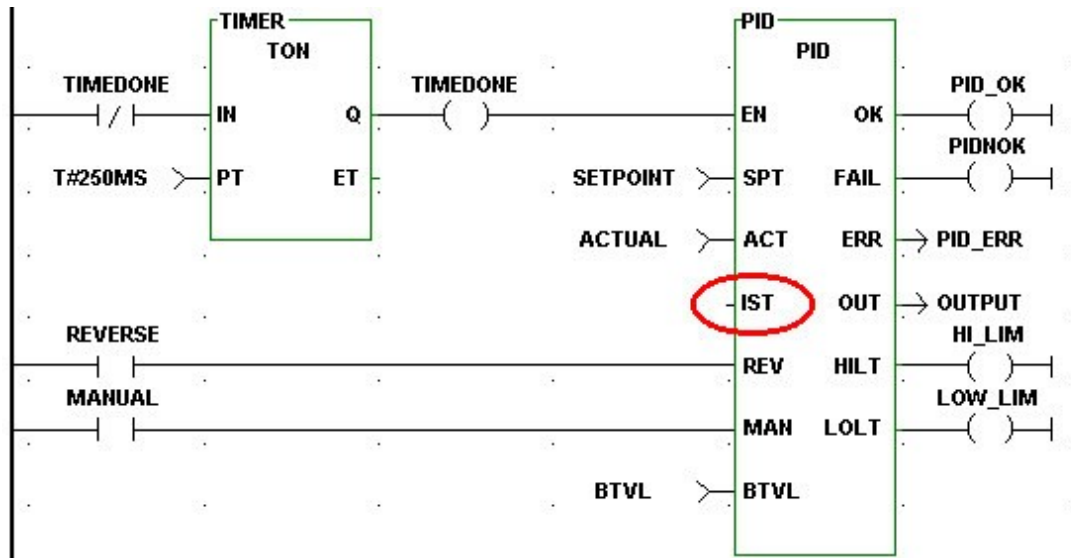 TIMER PID
TON PID
TIMEDONE TIMEDONE PID_OK
IN Q EN OK
PIDNOK
T#250MS PT ET SETPOINT SPT FAIL
ACTUAL ACT ERR PID_ERR
IST OUT OUTPUT
REVERSE HI_LIM
REV HILT
MANUAL LOW_LIM
MAN LOLT
BTVL BTVL